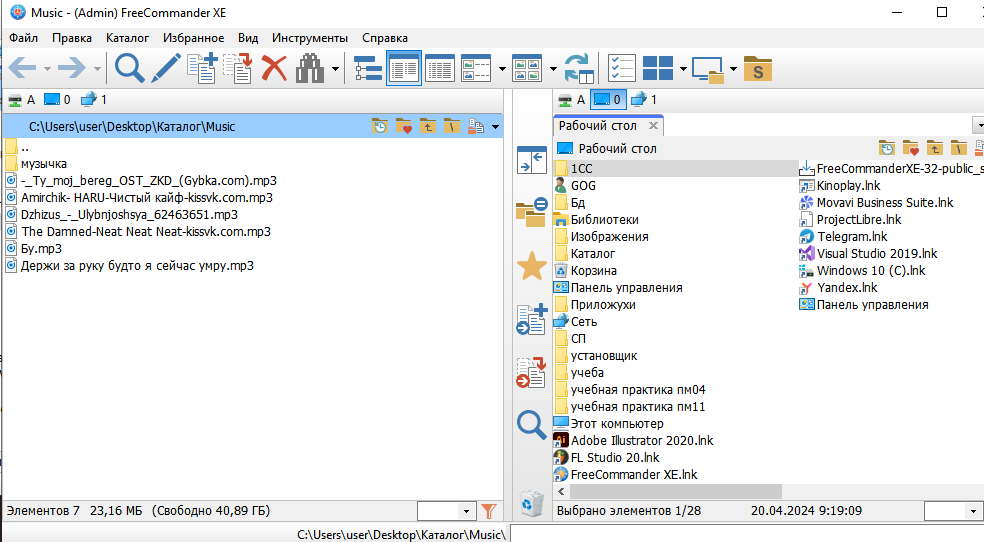 Music - (Admin) FreeCommander XE
Файл Правка Каталог Избранное Вид Инструменты Справка
S
A 0 1
C:\Users\user\Desktop\Каталог\Music
..
музычка
-_Ty_moj_bereg_OST_ZKD_(Gybka.com).mp3
Amirchik- HARU-Чистый кайф-kissvk.com.mp3
Dzhizus_-_Ulybnjoshsya_62463651.mp3
The Damned-Neat Neat Neat-kissvk.com.mp3
Бу.mp3
Держи за руку будто я сейчас умру.mp3
Элементов 7 23,16 МБ (Свободно 40,89 ГБ)
A 0 1
Рабочий стол
Рабочий стол
1CC
GOG
Бд
Библиотеки
Изображения
Каталог
Корзина
Панель управления
Приложухи
Сеть
СП
установщик
учеба
учебная практика пм04
учебная практика пм11
Этот компьютер
Adobe Illustrator 2020.lnk
FL Studio 20.lnk
FreeCommander XE.lnk
FreeCommanderXE-32-public_s
Kinoplay.lnk
Movavi Business Suite.lnk
ProjectLibre.lnk
Telegram.lnk
Visual Studio 2019.lnk
Windows 10 (C).lnk
Yandex.lnk
Панель управления
Выбрано элементов 1/28 20.04.2024 9:19:09
C:\Users\user\Desktop\Каталог\Music\